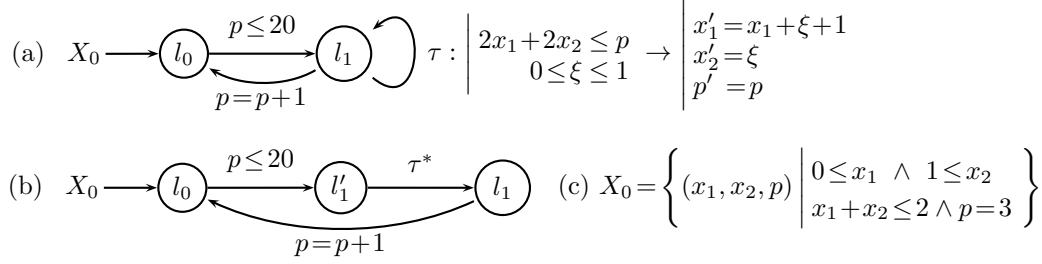 (a) X₀ l₀ p ≤ 20 l₁ p = p+1 τ : 2x₁+2x₂ ≤ p 0 ≤ ξ ≤ 1 → x′₁ = x₁+ξ+1 x′₂ = ξ p′ = p
(b) X₀ l₀ p ≤ 20 l′₁ τ* l₁ p = p+1
(c) X₀ = { (x₁, x₂, p) | 0 ≤ x₁ ∧ 1 ≤ x₂ x₁+x₂ ≤ 2 ∧ p = 3 }